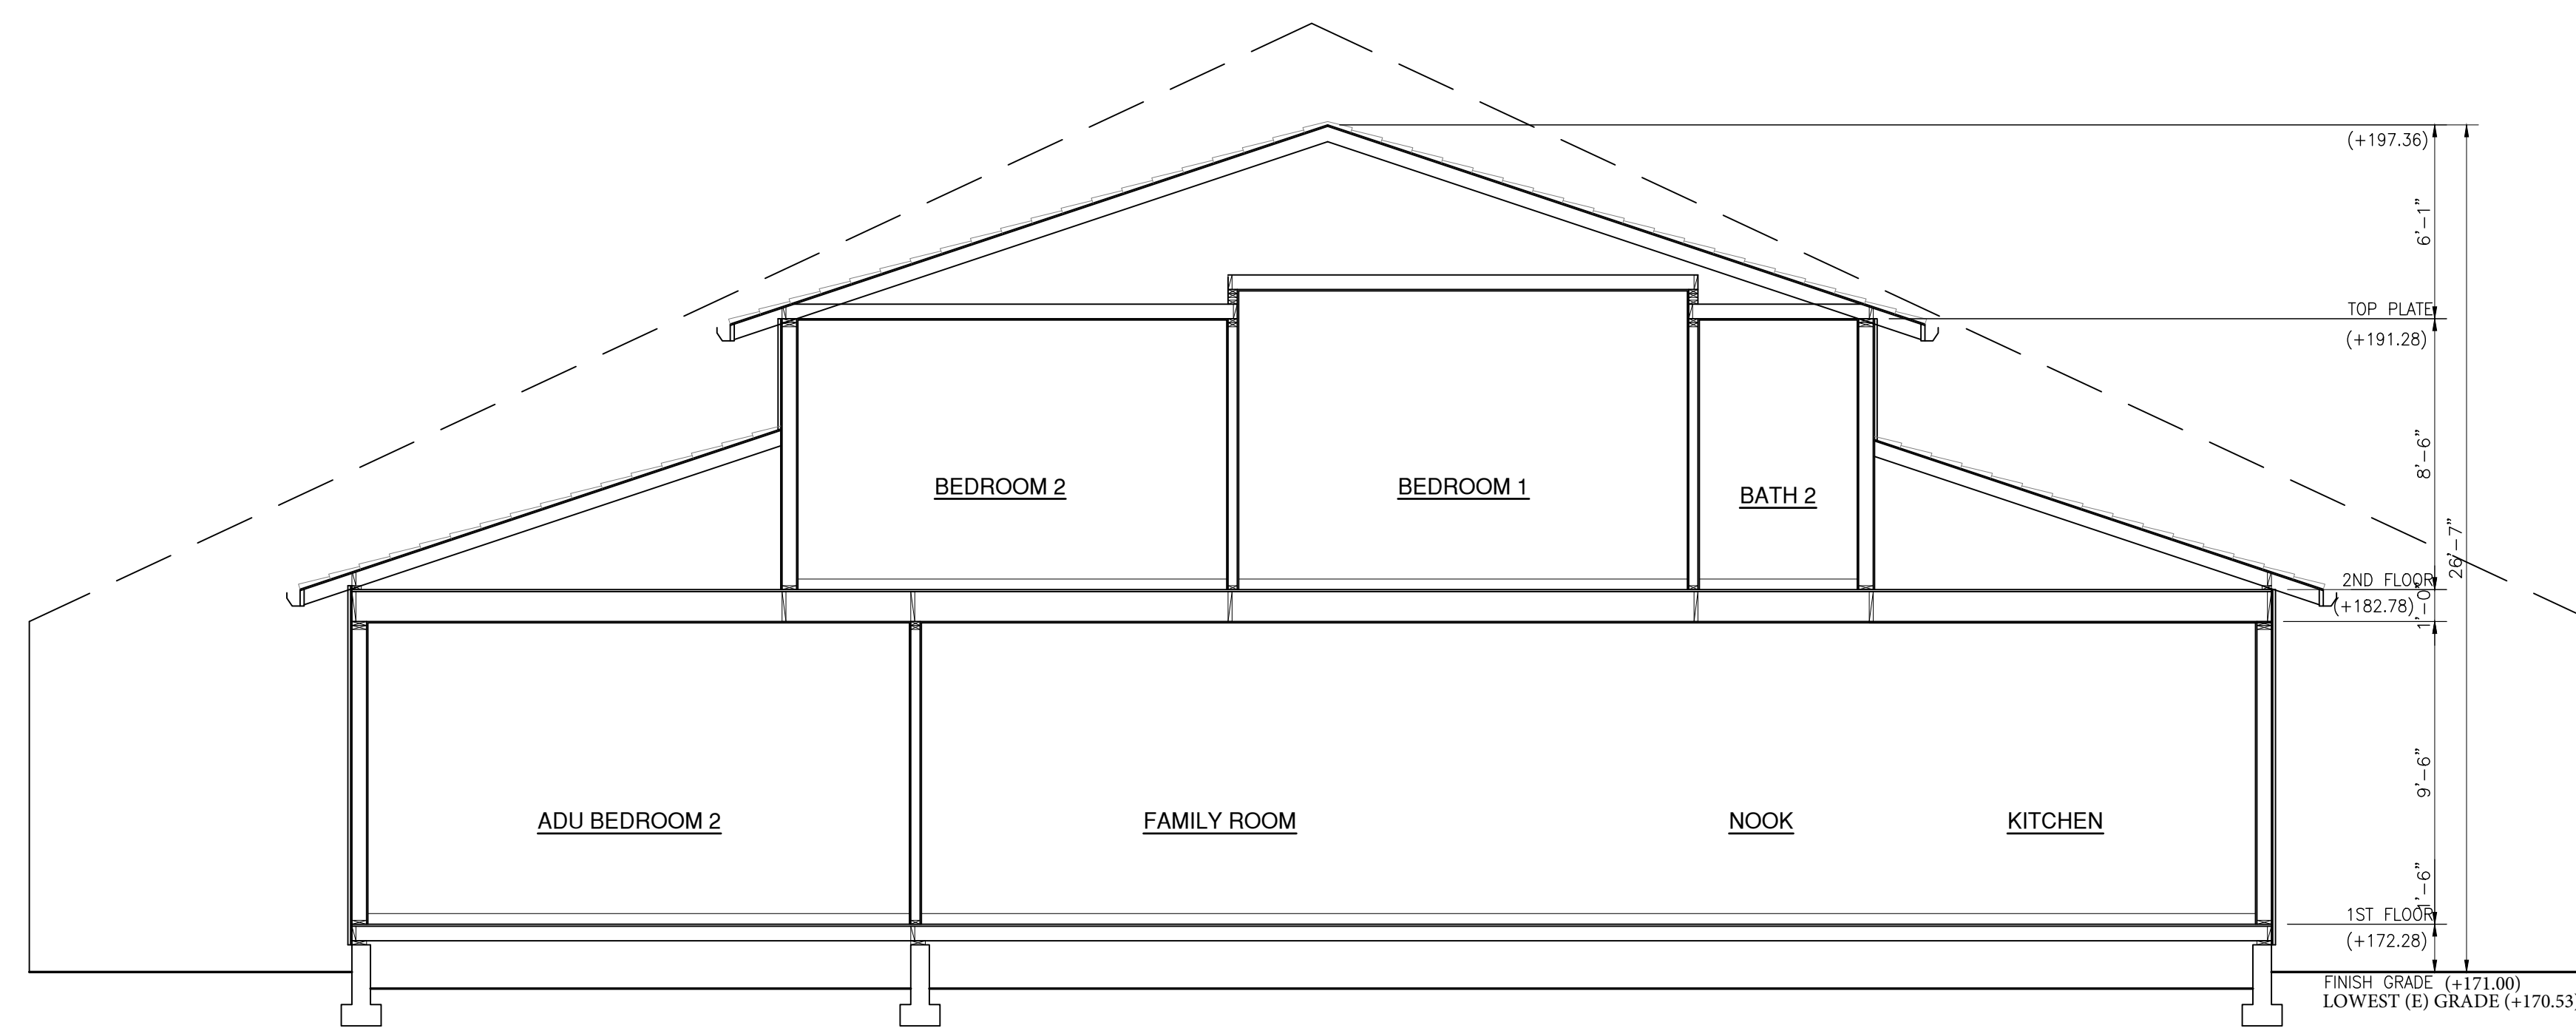 (+197.36)
6'-1"
TOP PLATE
(+191.28)
8'-6"
BEDROOM 2
BEDROOM 1
BATH 2
26'-7"
2ND FLOOR
(+182.78)
1'-0"
9'-6"
ADU BEDROOM 2
FAMILY ROOM
NOOK
KITCHEN
1'-6"
1ST FLOOR
(+172.28)
FINISH GRADE (+171.00)
LOWEST (E) GRADE (+170.53)